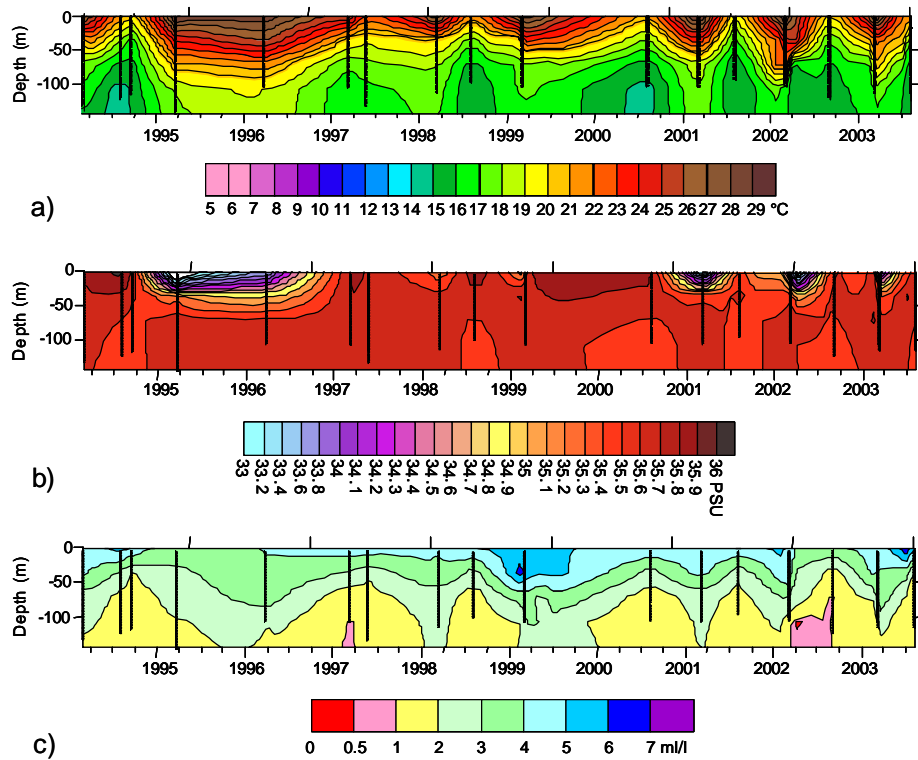 0
-50
-100
Depth (m)
1995 1996 1997 1998 1999 2000 2001 2002 2003
5 6 7 8 9 10 11 12 13 14 15 16 17 18 19 20 21 22 23 24 25 26 27 28 29 °C
a)
0
-50
-100
Depth (m)
1995 1996 1997 1998 1999 2000 2001 2002 2003
33 33.2 33.4 33.6 33.8 34 34.1 34.2 34.3 34.4 34.5 34.6 34.7 34.8 34.9 35 35.1 35.2 35.3 35.4 35.5 35.6 35.7 35.8 35.9 36 PSU
b)
0
-50
-100
Depth (m)
1995 1996 1997 1998 1999 2000 2001 2002 2003
0 0.5 1 2 3 4 5 6 7 ml/l
c)